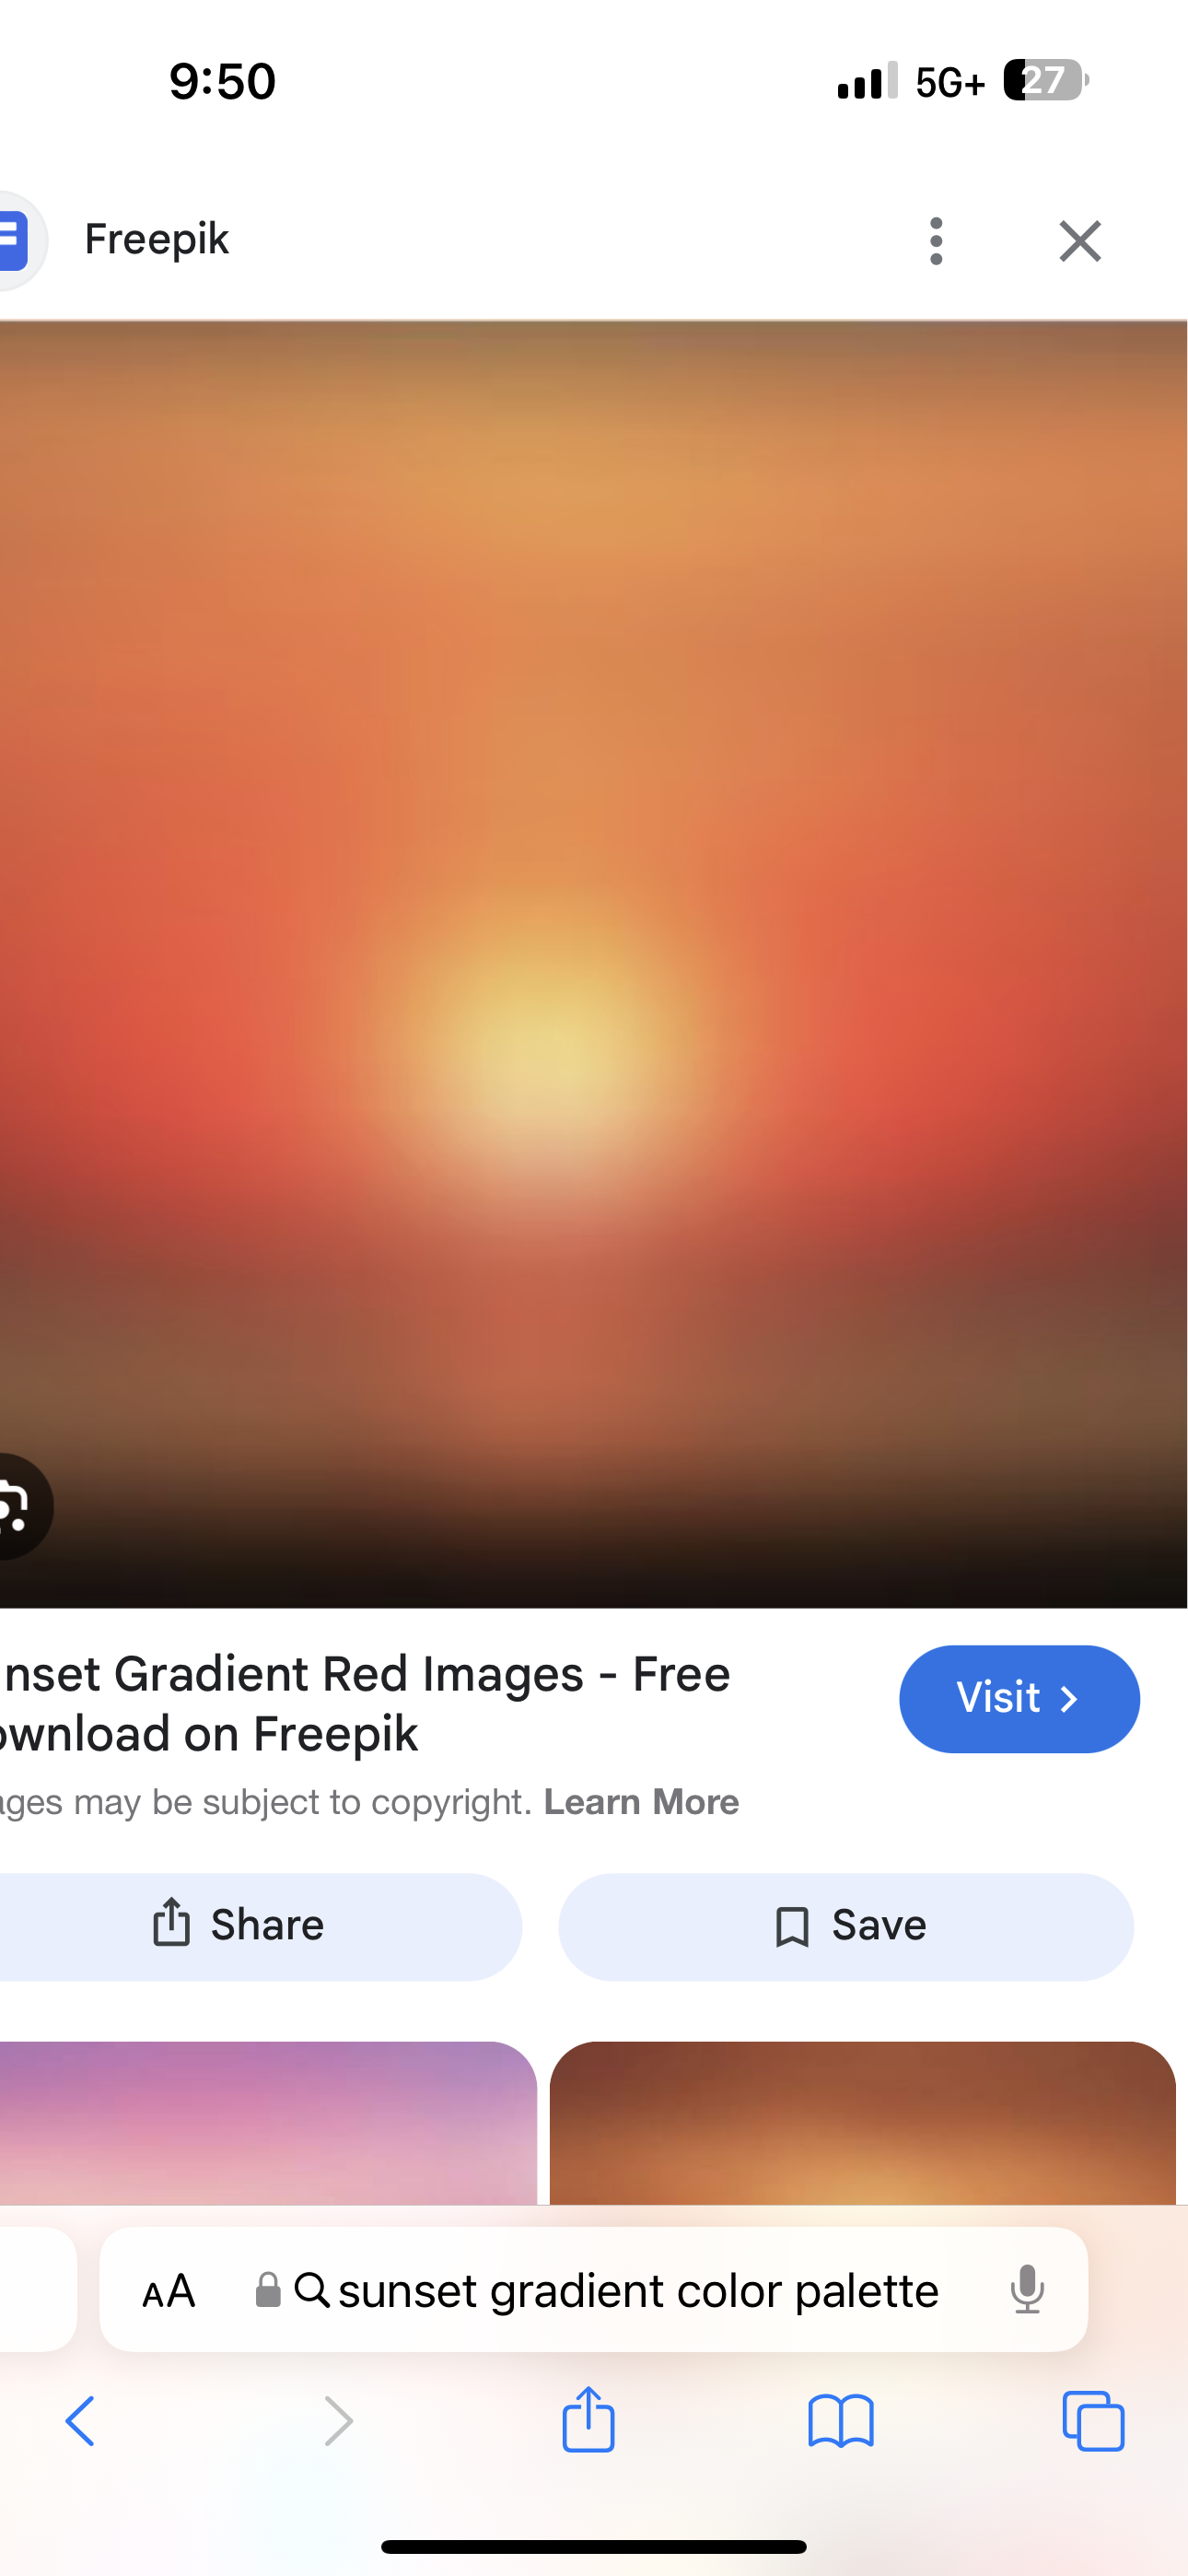 9:50 5G+ 27
Freepik
nset Gradient Red Images - Free
ownload on Freepik
Visit
ages may be subject to copyright. Learn More
Share Save
AA sunset gradient color palette